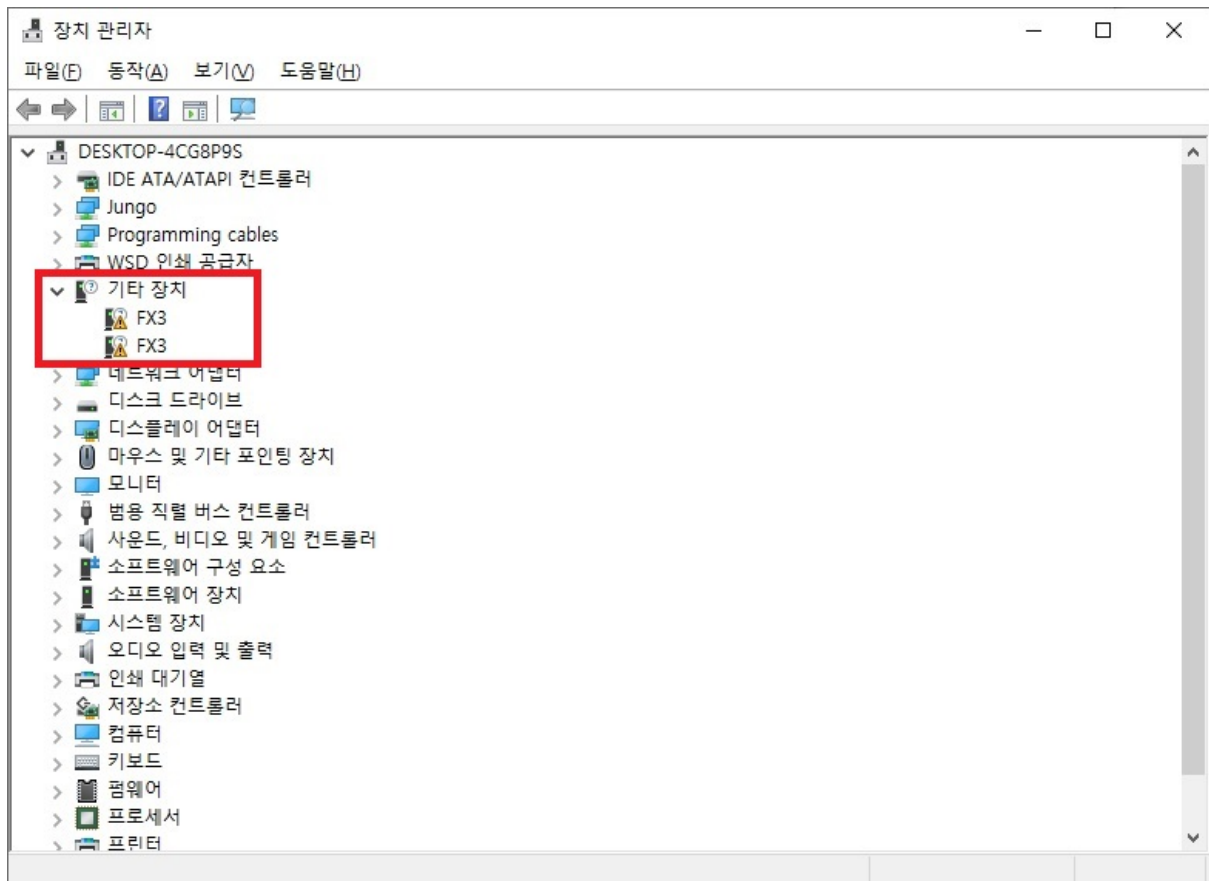 장치 관리자
파일(F) 동작(A) 보기(V) 도움말(H)
DESKTOP-4CG8P9S
IDE ATA/ATAPI 컨트롤러
Jungo
Programming cables
WSD 인쇄 공급자
기타 장치
FX3
FX3
네트워크 어댑터
디스크 드라이브
디스플레이 어댑터
마우스 및 기타 포인팅 장치
모니터
범용 직렬 버스 컨트롤러
사운드, 비디오 및 게임 컨트롤러
소프트웨어 구성 요소
소프트웨어 장치
시스템 장치
오디오 입력 및 출력
인쇄 대기열
저장소 컨트롤러
컴퓨터
키보드
펌웨어
프로세서
프린터